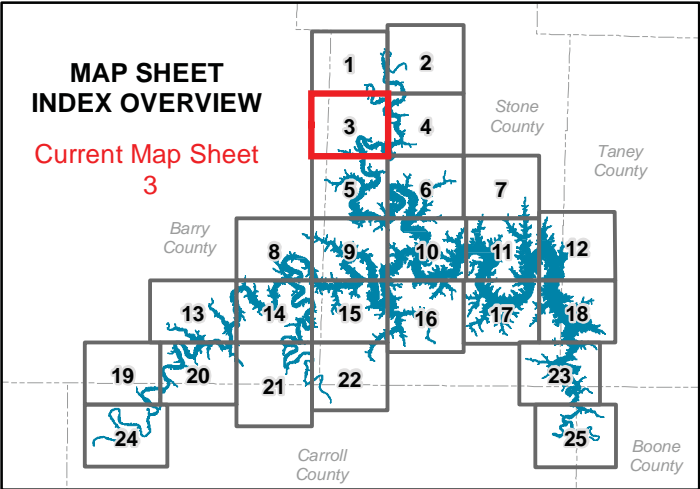 MAP SHEET
INDEX OVERVIEW
Current Map Sheet
3
1
2
3
4
Stone
County
Taney
County
5
6
7
Barry
County
8
9
10
11
12
13
14
15
16
17
18
19
20
21
22
23
24
25
Carroll
County
Boone
County